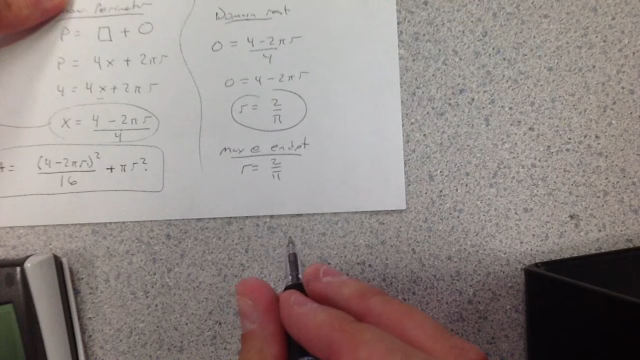 Perimeter
P = □ + ○
P = 4x + 2πr
4 = 4x + 2πr
x = (4 - 2πr)/4
A = (4-2πr)²/16 + πr².
Domain
0 = (4 - 2πr)/4
0 = 4 - 2πr
r = 2/π
Max @ endpt
r = 2/π